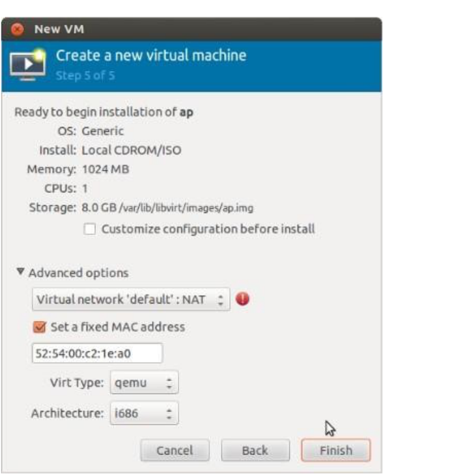 New VM
Create a new virtual machine
Step 5 of 5
Ready to begin installation of ap
OS: Generic
Install: Local CDROM/ISO
Memory: 1024 MB
CPUs: 1
Storage: 8.0 GB /var/lib/libvirt/images/ap.img
Customize configuration before install
Advanced options
Virtual network 'default' : NAT
Set a fixed MAC address
52:54:00:c2:1e:a0
Virt Type: qemu
Architecture: i686
Cancel Back Finish